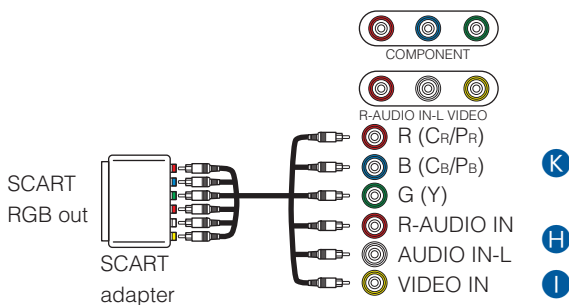 COMPONENT
R-AUDIO IN-L VIDEO
R (CR/PR)
B (CB/PB)
K
G (Y)
SCART
RGB out
R-AUDIO IN
H
AUDIO IN-L
SCART
adapter
VIDEO IN
I